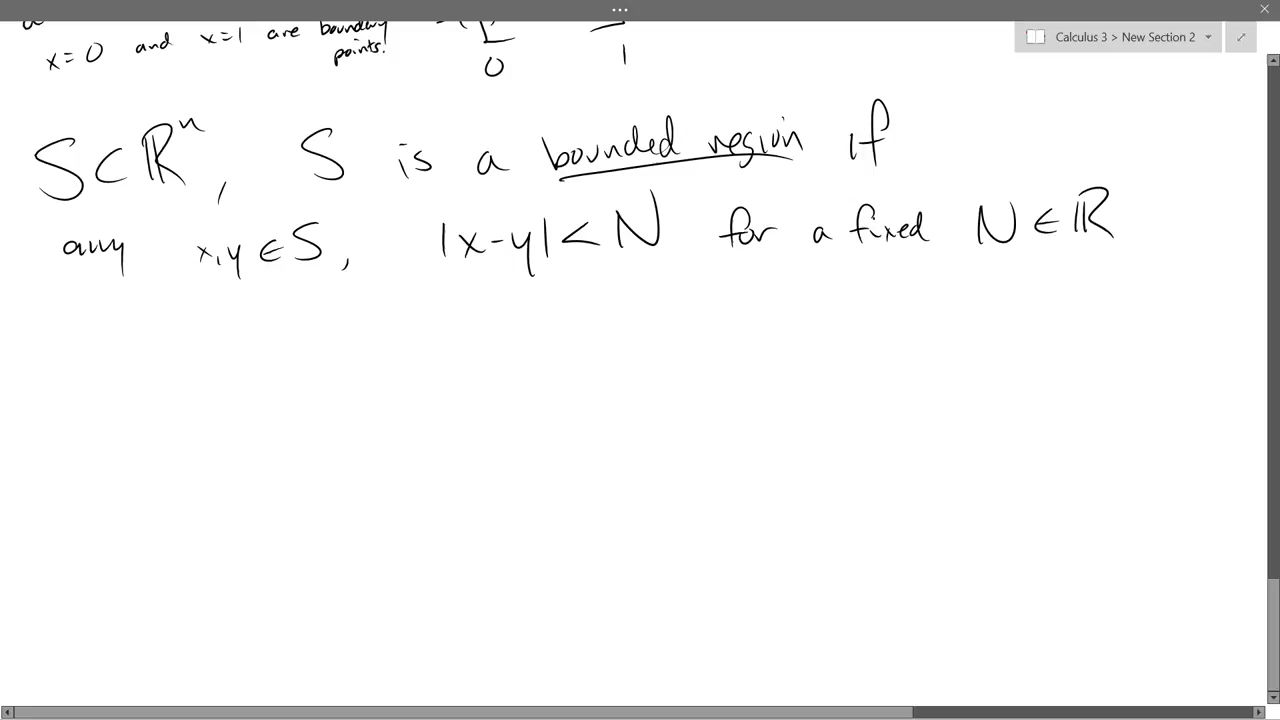 Calculus 3 > New Section 2
x=0 and x=1 are boundary
points!
0 1
S⊂ℝⁿ, S is a bounded region if
any x,y ∈ S, |x-y| < N for a fixed N ∈ ℝ